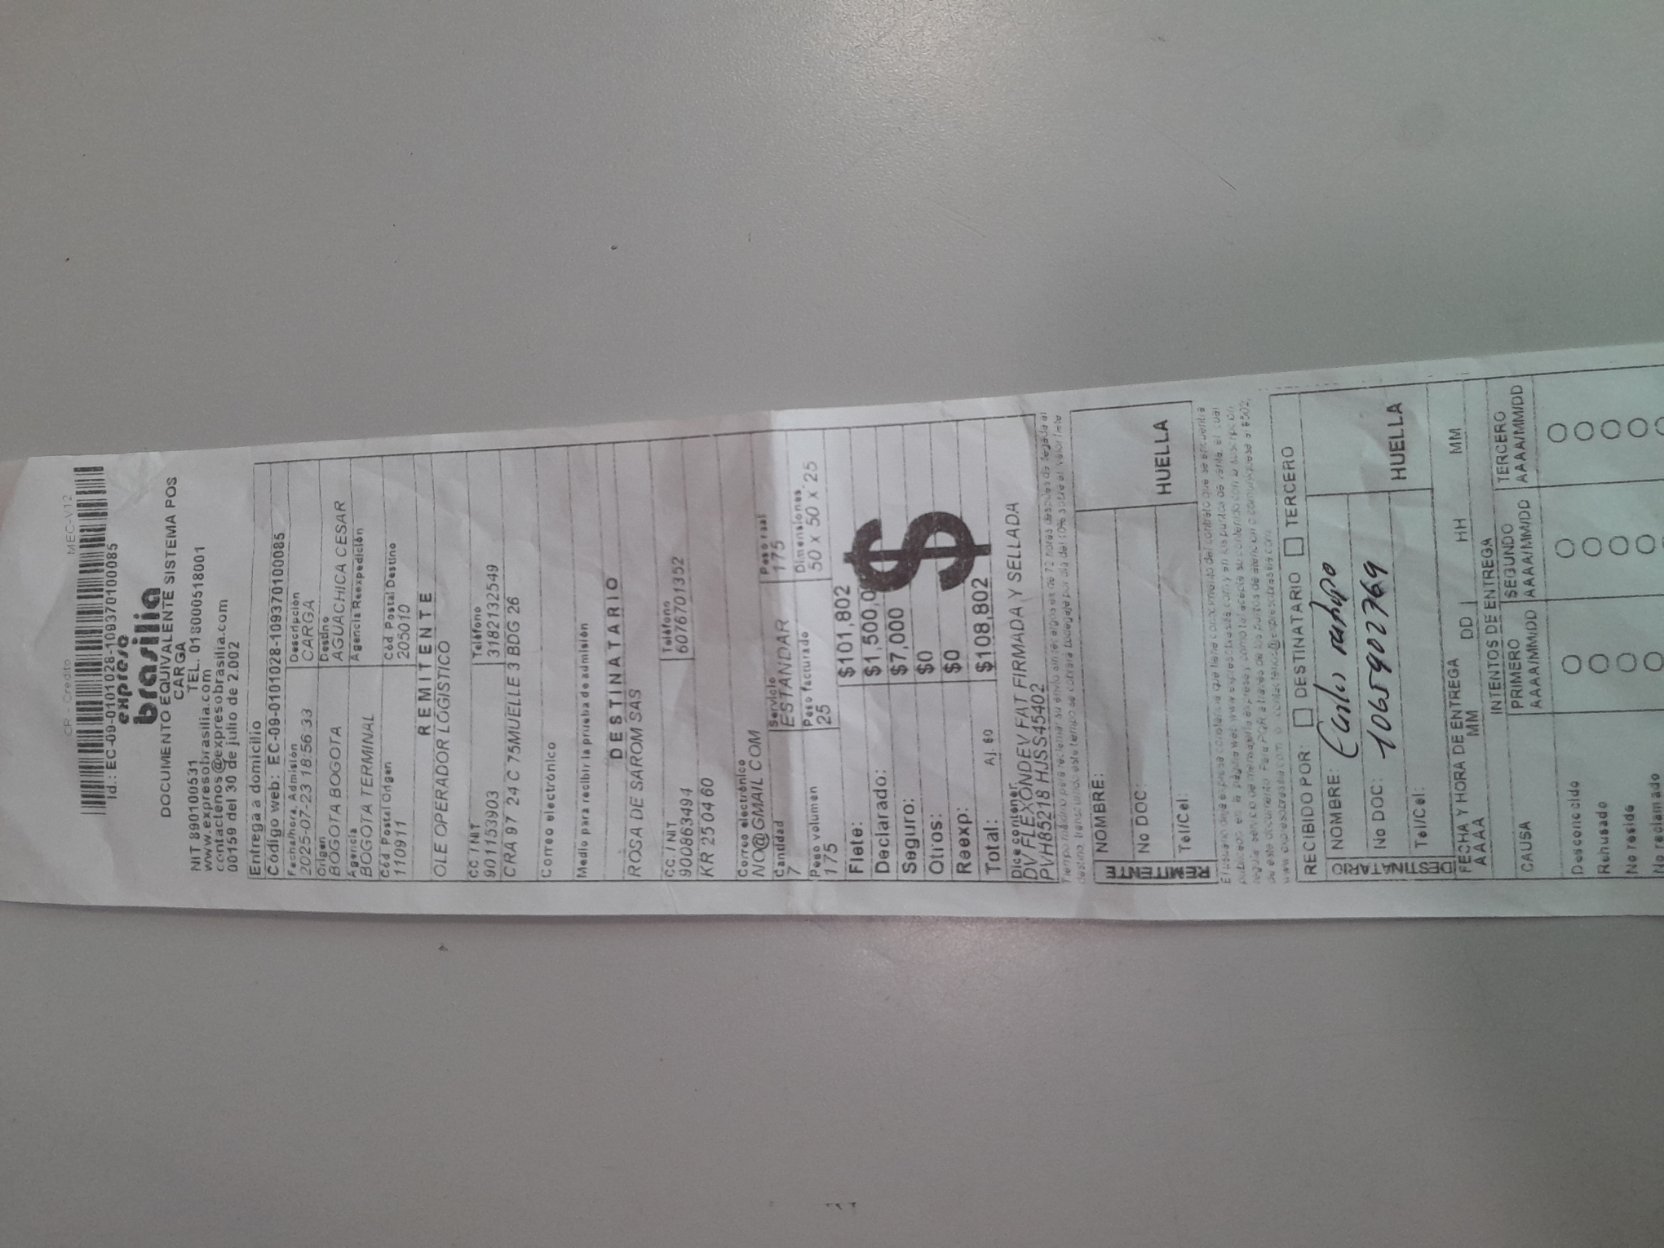 CR - Credito MEC-V12
Id.: EC-09-0101028-109370100085
expreso
brasilia
DOCUMENTO EQUIVALENTE SISTEMA POS
CARGA
NIT 890100531 TEL. 018000518001
www.expresobrasilia.com
contactenos@expresobrasilia.com
00159 del 30 de julio de 2.002
Entrega a domicilio
Código web: EC-09-0101028-109370100085
Fecha/hora. Admisión Descripción
2025-07-23 18:56:33 CARGA
Origen Destino
BOGOTA BOGOTA AGUACHICA CESAR
Agencia Agencia Reexpedición
BOGOTA TERMINAL
Cód Postal Origen Cód Postal Destino
110911 205010
REMITENTE
OLE OPERADOR LOGISTICO
CC / NIT Teléfono
901153903 3182132549
CRA 97 24 C 75MUELLE 3 BDG 26
Correo electrónico
Medio para recibir la prueba de admisión
DESTINATARIO
ROSA DE SAROM SAS
CC / NIT Teléfono
900863494 6076701352
KR 25 04 60
Correo electrónico
NO@GMAIL.COM
Cantidad Servicio Peso real
7 ESTANDAR 175
Peso volumen Peso facturado Dimensiones
175 25 50 x 50 x 25
Flete: $101,802
Declarado: $1,500,0
Seguro: $7,000
Otros: $0
Reexp: $0
Total: Aj. 60 $108,802
$
Dice contener
DV FLEXONDEV FAT FIRMADA Y SELLADA
PVH85218 HJSS45402
REMITENTE
NOMBRE:
No DOC:
Tel/Cel:
HUELLA
RECIBIDO POR: DESTINATARIO TERCERO
DESTINATARIO
NOMBRE: Carlos
No DOC: 1065902769
Tel/Cel:
HUELLA
FECHA Y HORA DE ENTREGA
AAAA MM DD HH MM
INTENTOS DE ENTREGA
CAUSA PRIMERO SEGUNDO TERCERO
AAAA/MM/DD AAAA/MM/DD AAAA/MM/DD
Desconocido
Rehusado
No reside
No reclamado